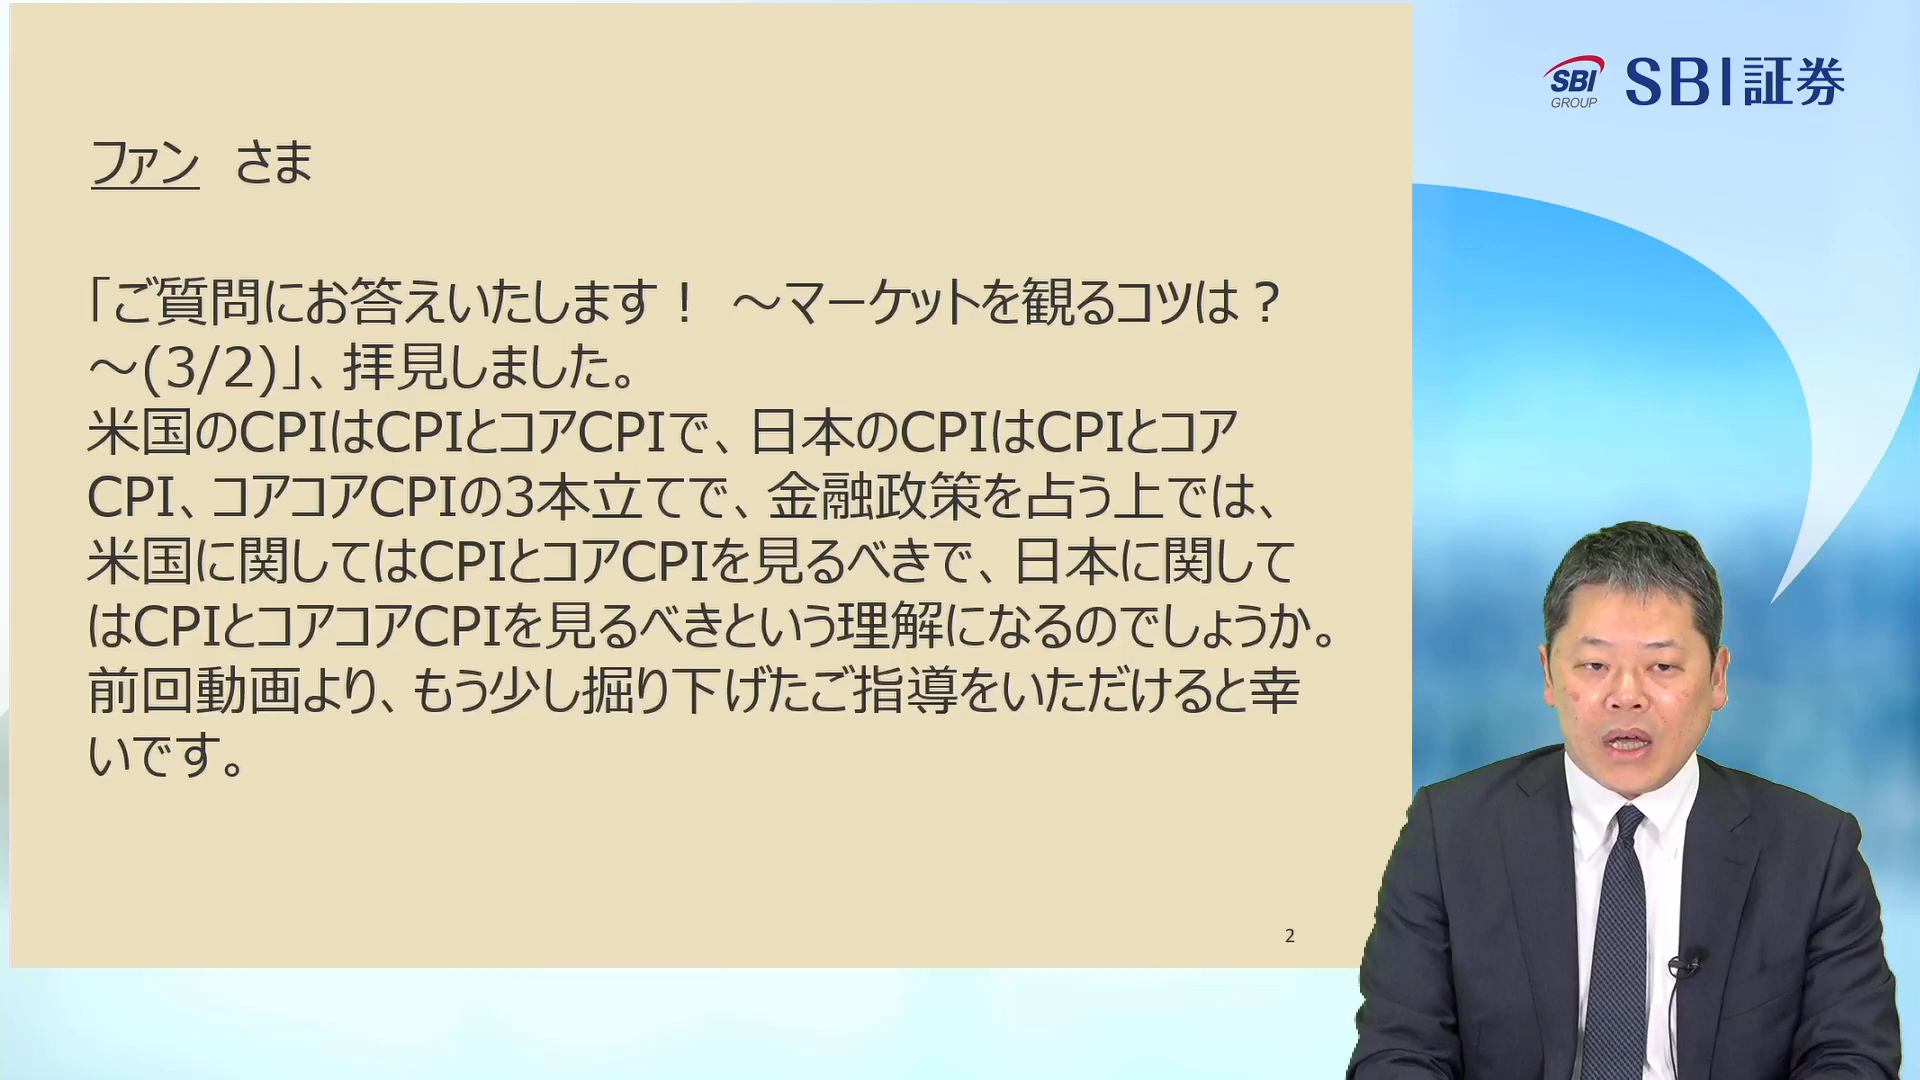 SBI
GROUP
SBI証券
ファン　さま
「ご質問にお答えいたします！　～マーケットを観るコツは？
～(3/2)」、拝見しました。
米国のCPIはCPIとコアCPIで、日本のCPIはCPIとコア
CPI、コアコアCPIの3本立てで、金融政策を占う上では、
米国に関してはCPIとコアCPIを見るべきで、日本に関して
はCPIとコアコアCPIを見るべきという理解になるのでしょうか。
前回動画より、もう少し掘り下げたご指導をいただけると幸
いです。
2